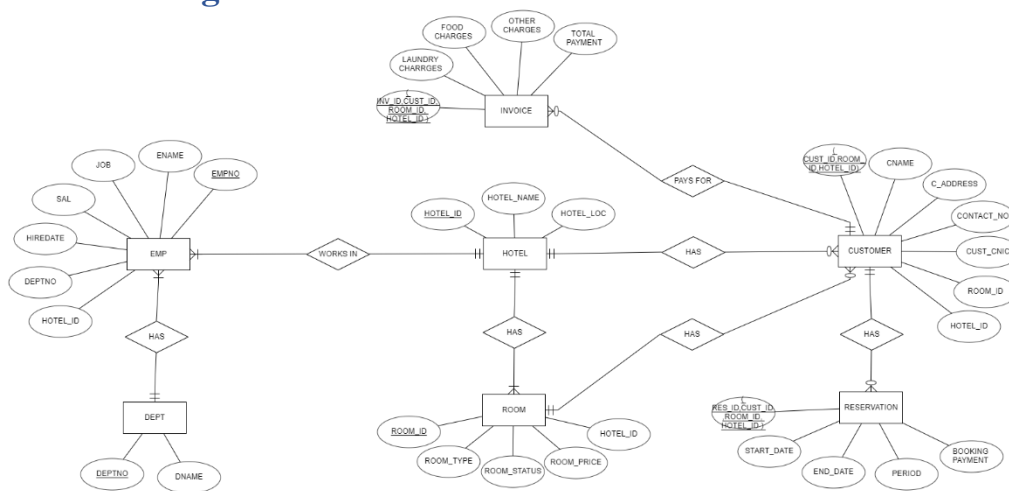 FOOD
CHARGES
OTHER
CHARGES
TOTAL
PAYMENT
LAUNDRY
CHARRGES
(
INV_ID,CUST_ID,
ROOM_ID,
HOTEL_ID )
INVOICE
PAYS FOR
(
CUST_ID,ROOM_
ID,HOTEL_ID)
CNAME
C_ADDRESS
CONTACT_NO
CUST_CNIC
ROOM_ID
HOTEL_ID
CUSTOMER
JOB
ENAME
EMPNO
SAL
HIREDATE
DEPTNO
HOTEL_ID
EMP
WORKS IN
HOTEL_ID
HOTEL_NAME
HOTEL_LOC
HOTEL
HAS
HAS
HAS
HAS
HAS
DEPT
DEPTNO
DNAME
ROOM
ROOM_ID
ROOM_TYPE
ROOM_STATUS
ROOM_PRICE
HOTEL_ID
RESERVATION
(
RES_ID,CUST_ID
ROOM_ID,
HOTEL_ID )
START_DATE
END_DATE
PERIOD
BOOKING
PAYMENT